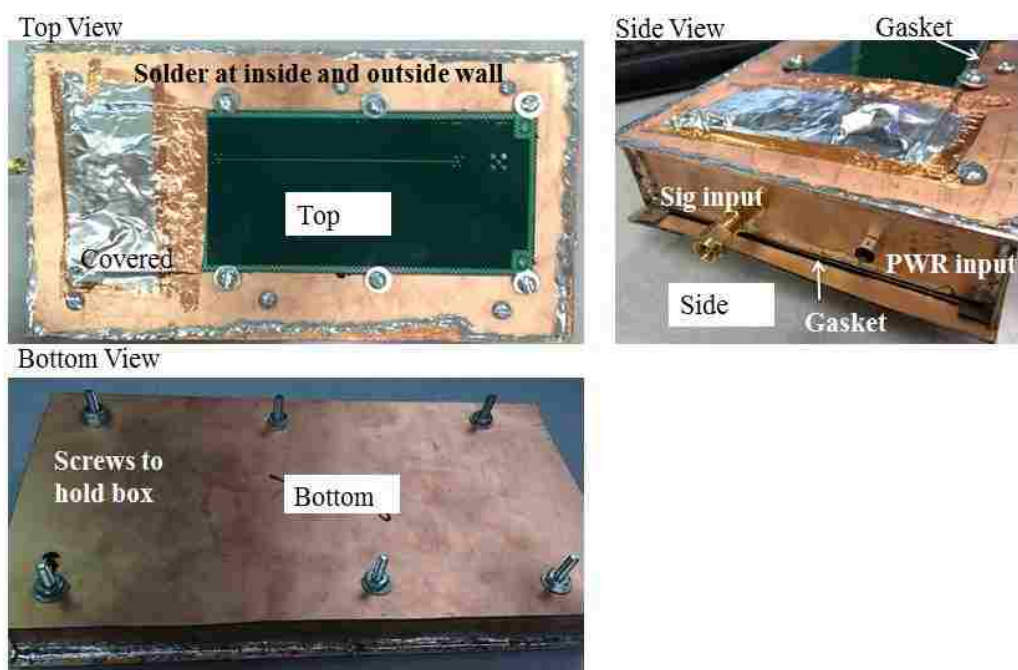 Top View
Solder at inside and outside wall
Top
Covered
Side View
Gasket
Sig input
PWR input
Side
Gasket
Bottom View
Screws to
hold box
Bottom